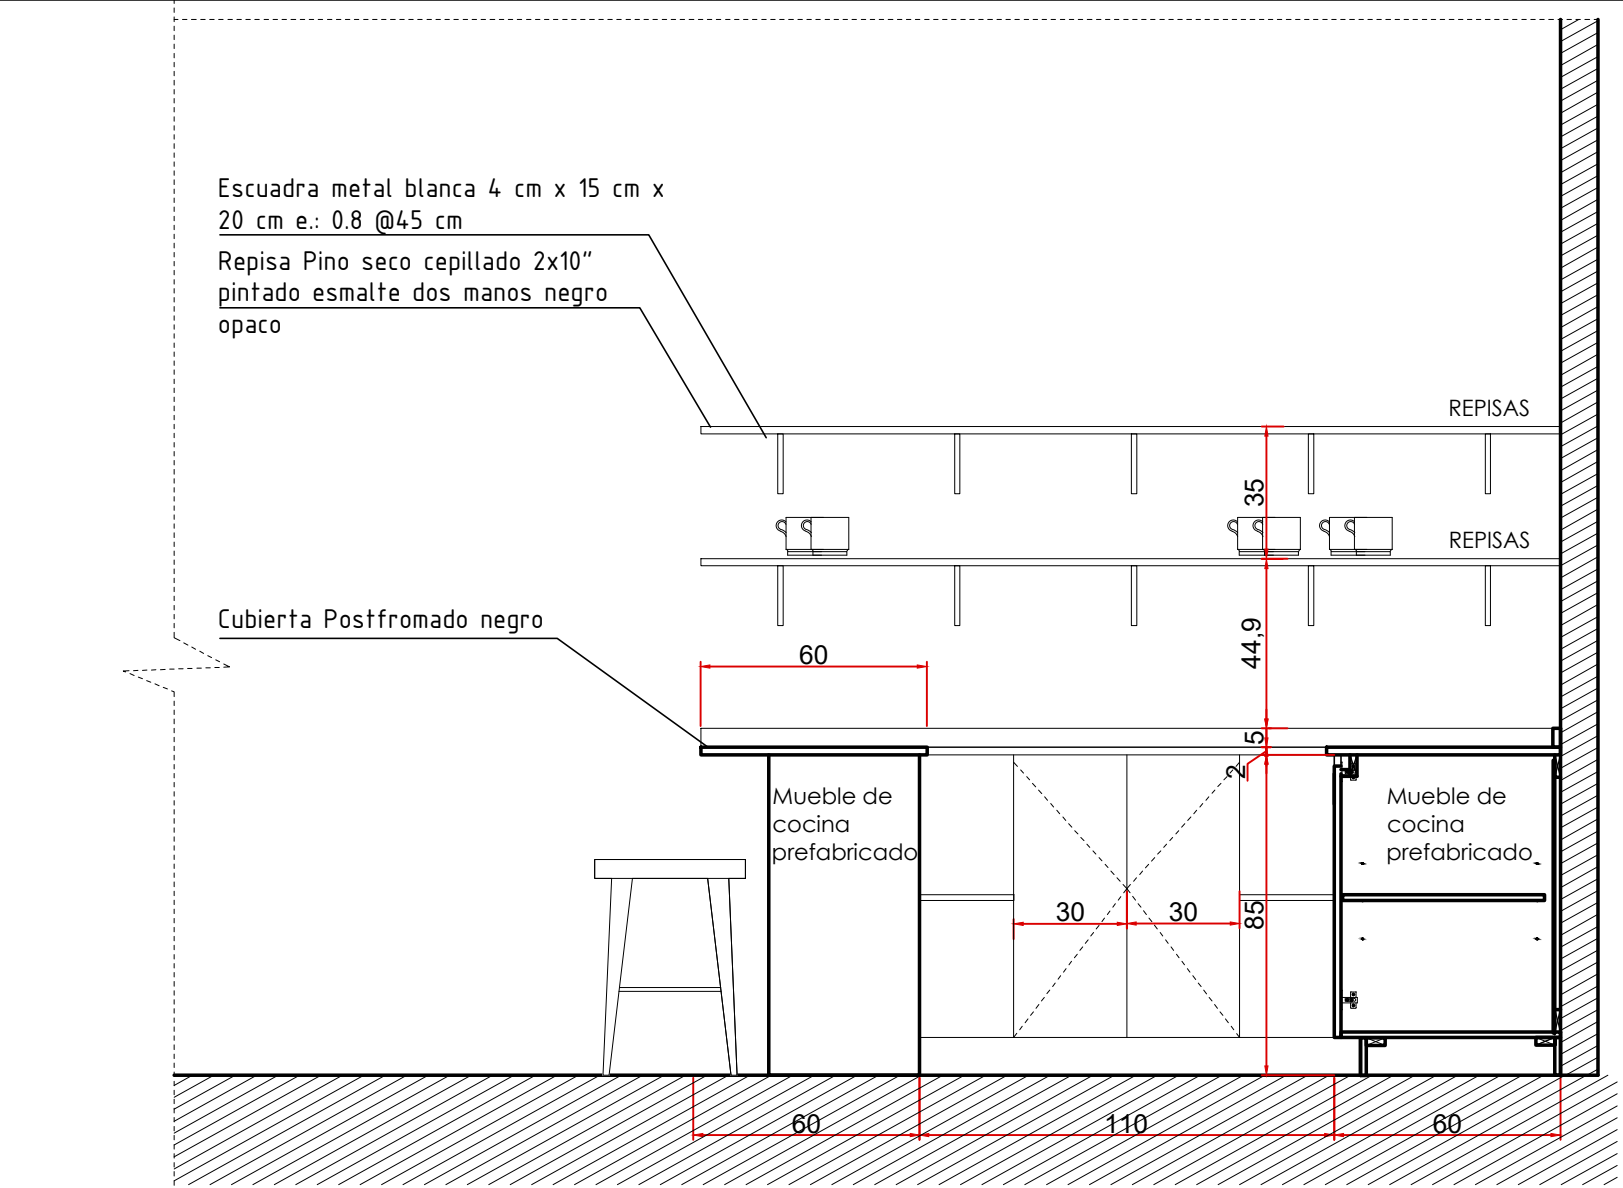 Escuadra metal blanca 4 cm x 15 cm x
20 cm e.: 0.8 @45 cm
Repisa Pino seco cepillado 2x10"
pintado esmalte dos manos negro
opaco
REPISAS
35
REPISAS
Cubierta Postfromado negro
44,9
60
5
2
Mueble de
cocina
prefabricado
Mueble de
cocina
prefabricado
30
30
85
60
110
60